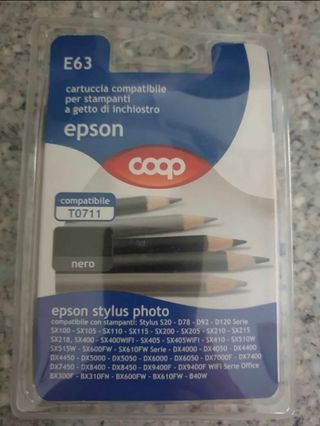 E63
cartuccia compatibile
per stampanti
a getto di inchiostro
epson
coop
compatibile
T0711
nero
epson stylus photo
compatibile con stampanti: Stylus S20 - D78 - D92 - D120 Serie
SX100 - SX105 - SX110 - SX115 - SX200 - SX205 - SX210 - SX215
SX218, SX400 - SX400WIFI - SX405 - SX405WIFI - SX410 - SX510W
SX515W - SX600FW - SX610FW Serie - DX4000 - DX4050 - DX4400
DX4450 - DX5000 - DX5050 - DX6000 - DX6050 - DX7000F - DX7400
DX7450 - DX8400 - DX8450 - DX9400F - DX9400F WiFi Serie Office
BX300F - BX310FN - BX600FW - BX610FW - B40W